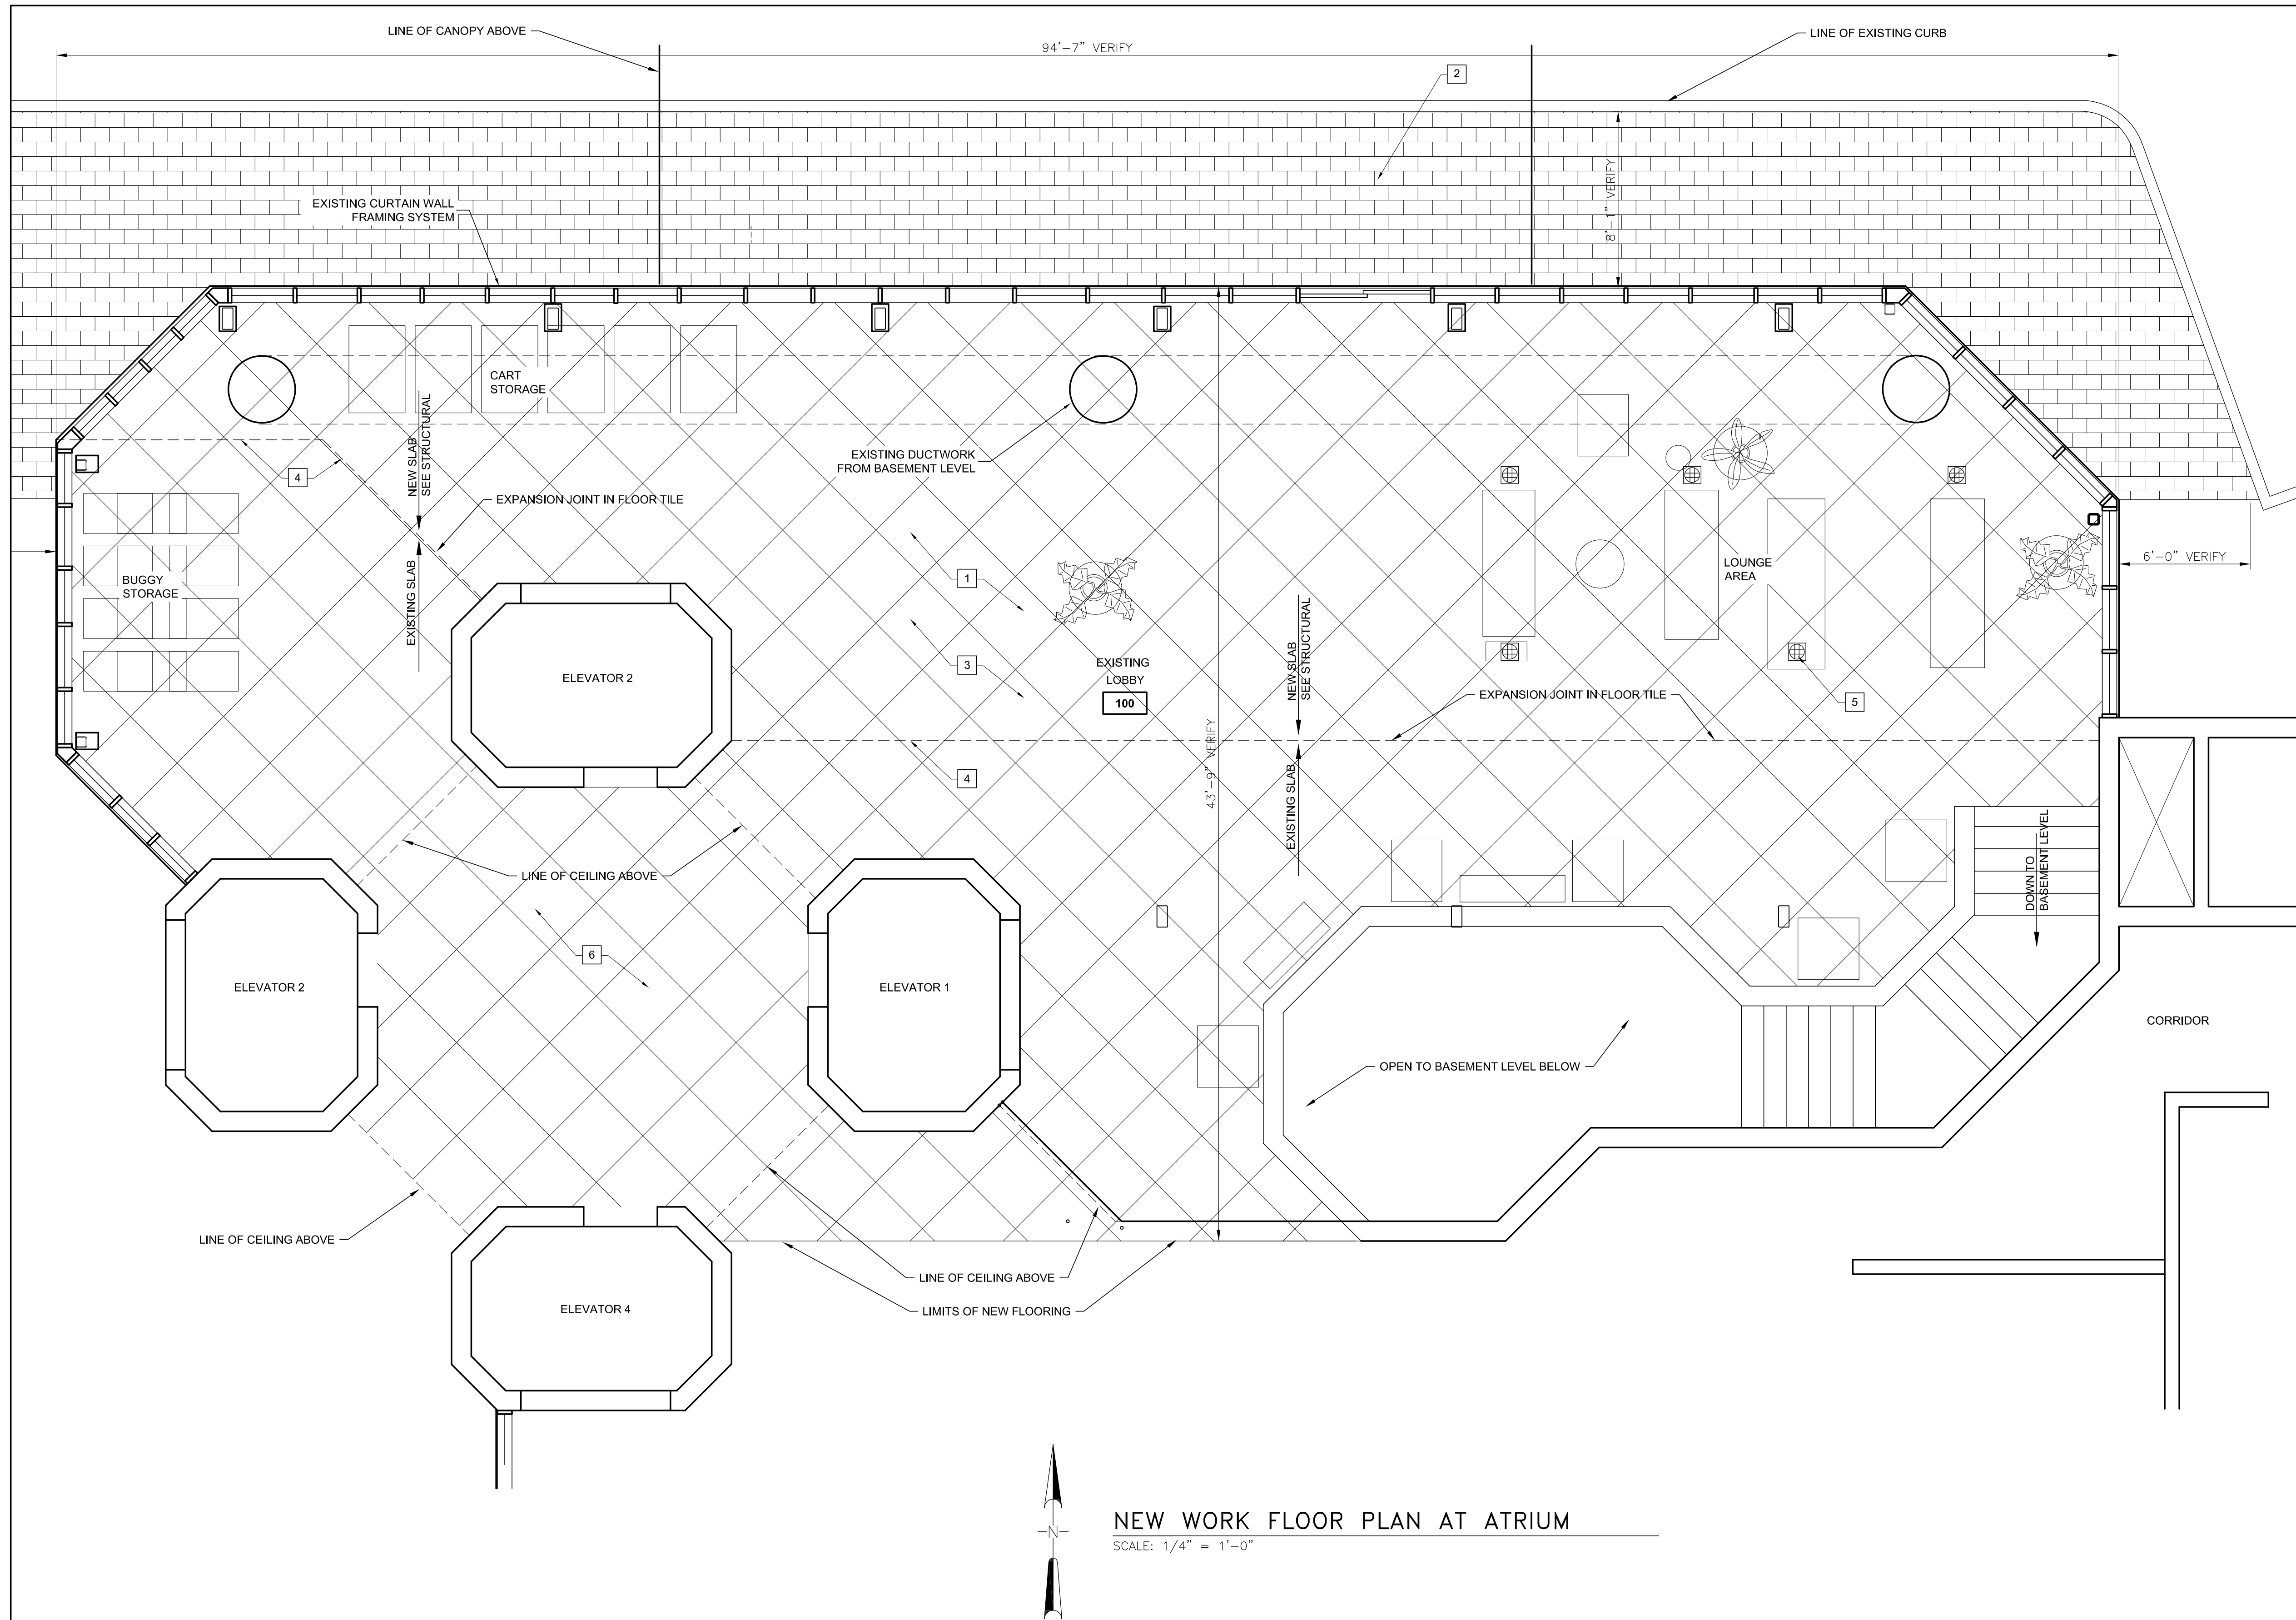 LINE OF CANOPY ABOVE
LINE OF EXISTING CURB
94'-7" VERIFY
2
8'-1" VERIFY
EXISTING CURTAIN WALL
FRAMING SYSTEM
CART
STORAGE
NEW SLAB
SEE STRUCTURAL
EXISTING DUCTWORK
FROM BASEMENT LEVEL
4
EXPANSION JOINT IN FLOOR TILE
EXISTING SLAB
BUGGY
STORAGE
1
LOUNGE
AREA
6'-0" VERIFY
ELEVATOR 2
3
EXISTING
LOBBY
100
NEW SLAB
SEE STRUCTURAL
EXPANSION JOINT IN FLOOR TILE
5
43'-9" VERIFY
4
EXISTING SLAB
DOWN TO
BASEMENT LEVEL
LINE OF CEILING ABOVE
6
ELEVATOR 2
ELEVATOR 1
CORRIDOR
OPEN TO BASEMENT LEVEL BELOW
LINE OF CEILING ABOVE
LINE OF CEILING ABOVE
ELEVATOR 4
LIMITS OF NEW FLOORING
-N-
NEW WORK FLOOR PLAN AT ATRIUM
SCALE: 1/4" = 1'-0"